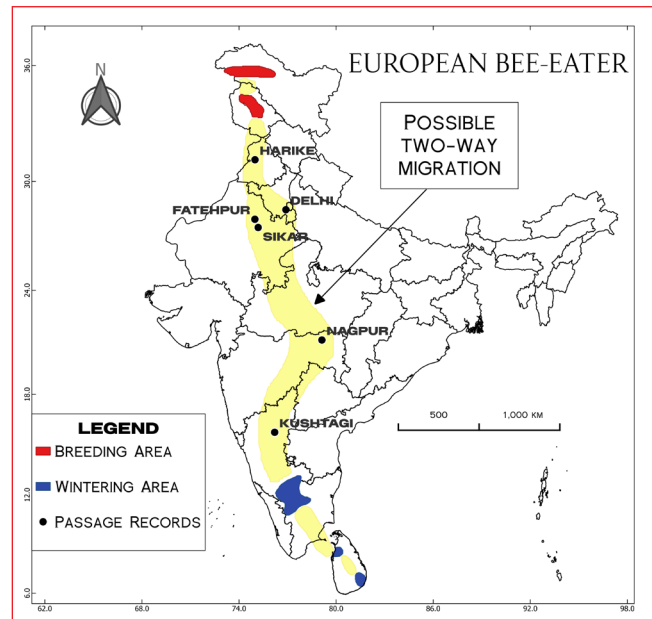 EUROPEAN BEE-EATER
N
POSSIBLE
TWO-WAY
MIGRATION
HARIKE
DELHI
FATEHPUR
SIKAR
NAGPUR
KUSHTAGI
500
1,000 KM
LEGEND
BREEDING AREA
WINTERING AREA
PASSAGE RECORDS
36.0
30.0
24.0
18.0
12.0
6.0
62.0 68.0 74.0 80.0 86.0 92.0 98.0